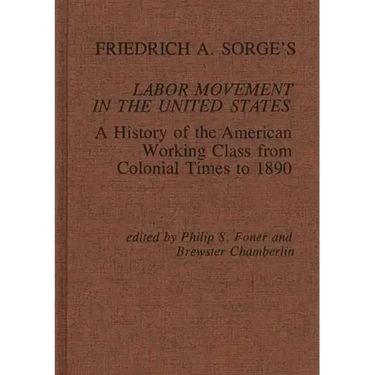 FRIEDRICH A. SORGE'S
LABOR MOVEMENT
IN THE UNITED STATES
A History of the American
Working Class from
Colonial Times to 1890
edited by Philip S. Foner and
Brewster Chamberlin